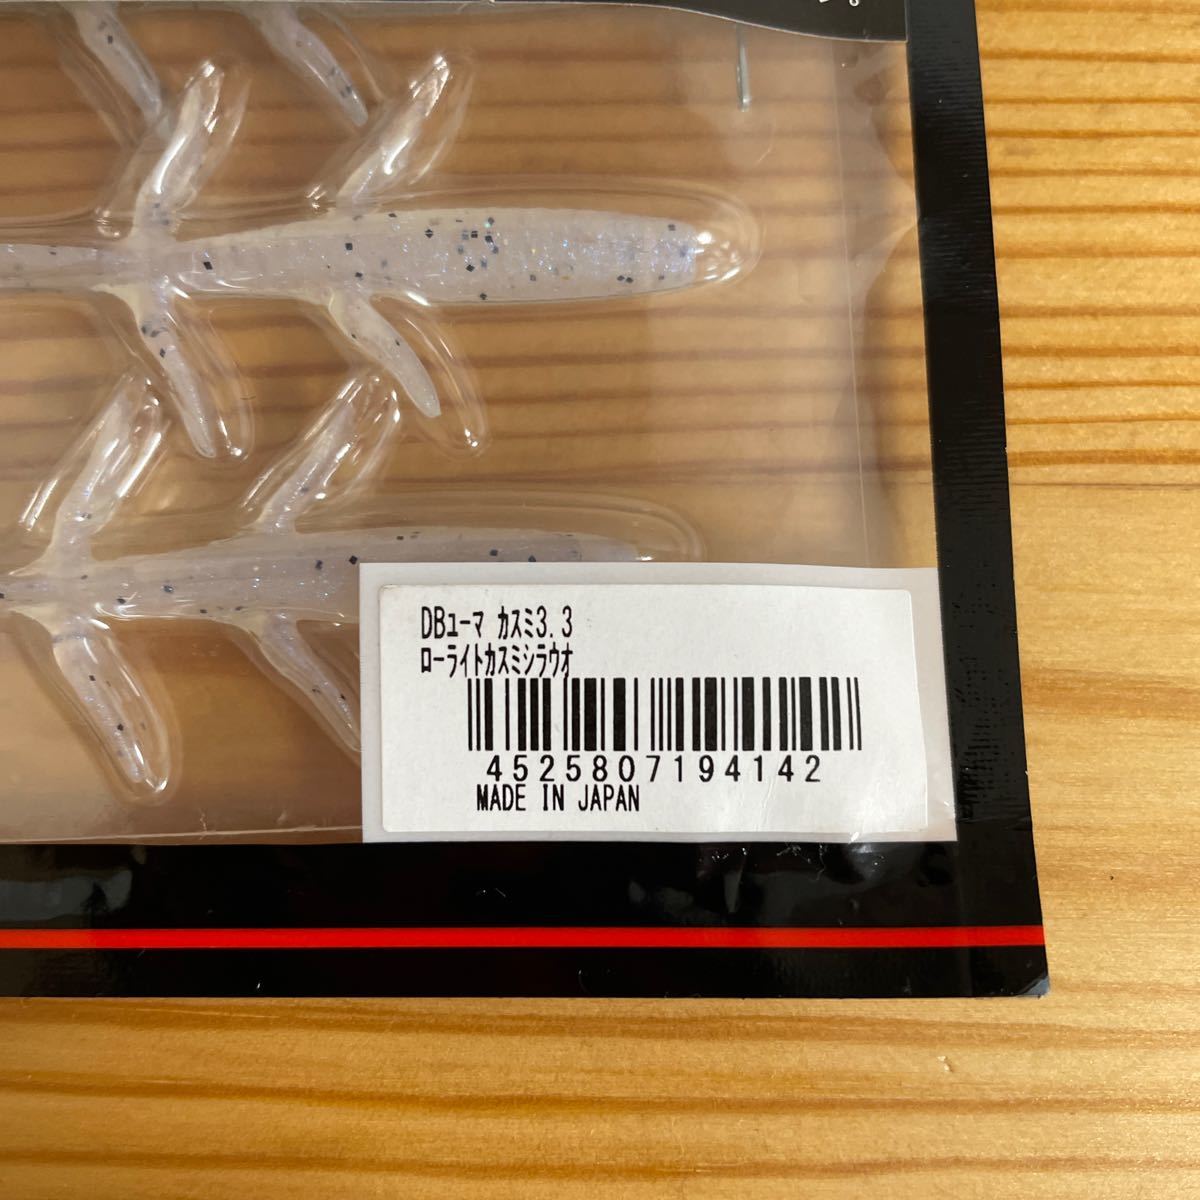 DBユーマ カスミ3.3
ローライトカスミシラウオ
4525807194142
MADE IN JAPAN